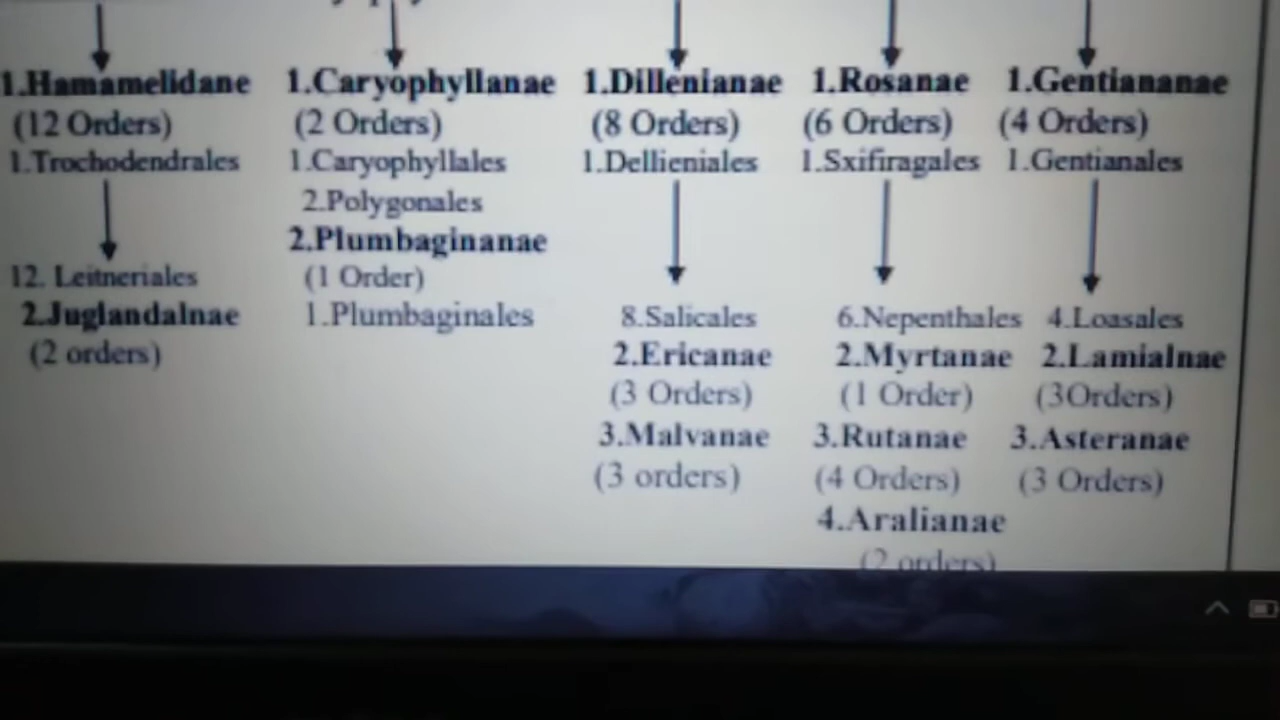 1.Hamamelidane
(12 Orders)
1.Trochodendrales
12. Leitneriales
2.Juglandalnae
(2 orders)
1.Caryophyllanae
(2 Orders)
1.Caryophyllales
2.Polygonales
2.Plumbaginanae
(1 Order)
1.Plumbaginales
1.Dillenianae
(8 Orders)
1.Dellieniales
8.Salicales
2.Ericanae
(3 Orders)
3.Malvanae
(3 orders)
1.Rosanae
(6 Orders)
1.Sxifiragales
6.Nepenthales
2.Myrtanae
(1 Order)
3.Rutanae
(4 Orders)
4.Aralianae
(2 orders)
1.Gentiananae
(4 Orders)
1.Gentianales
4.Loasales
2.Lamialnae
(3Orders)
3.Asteranae
(3 Orders)